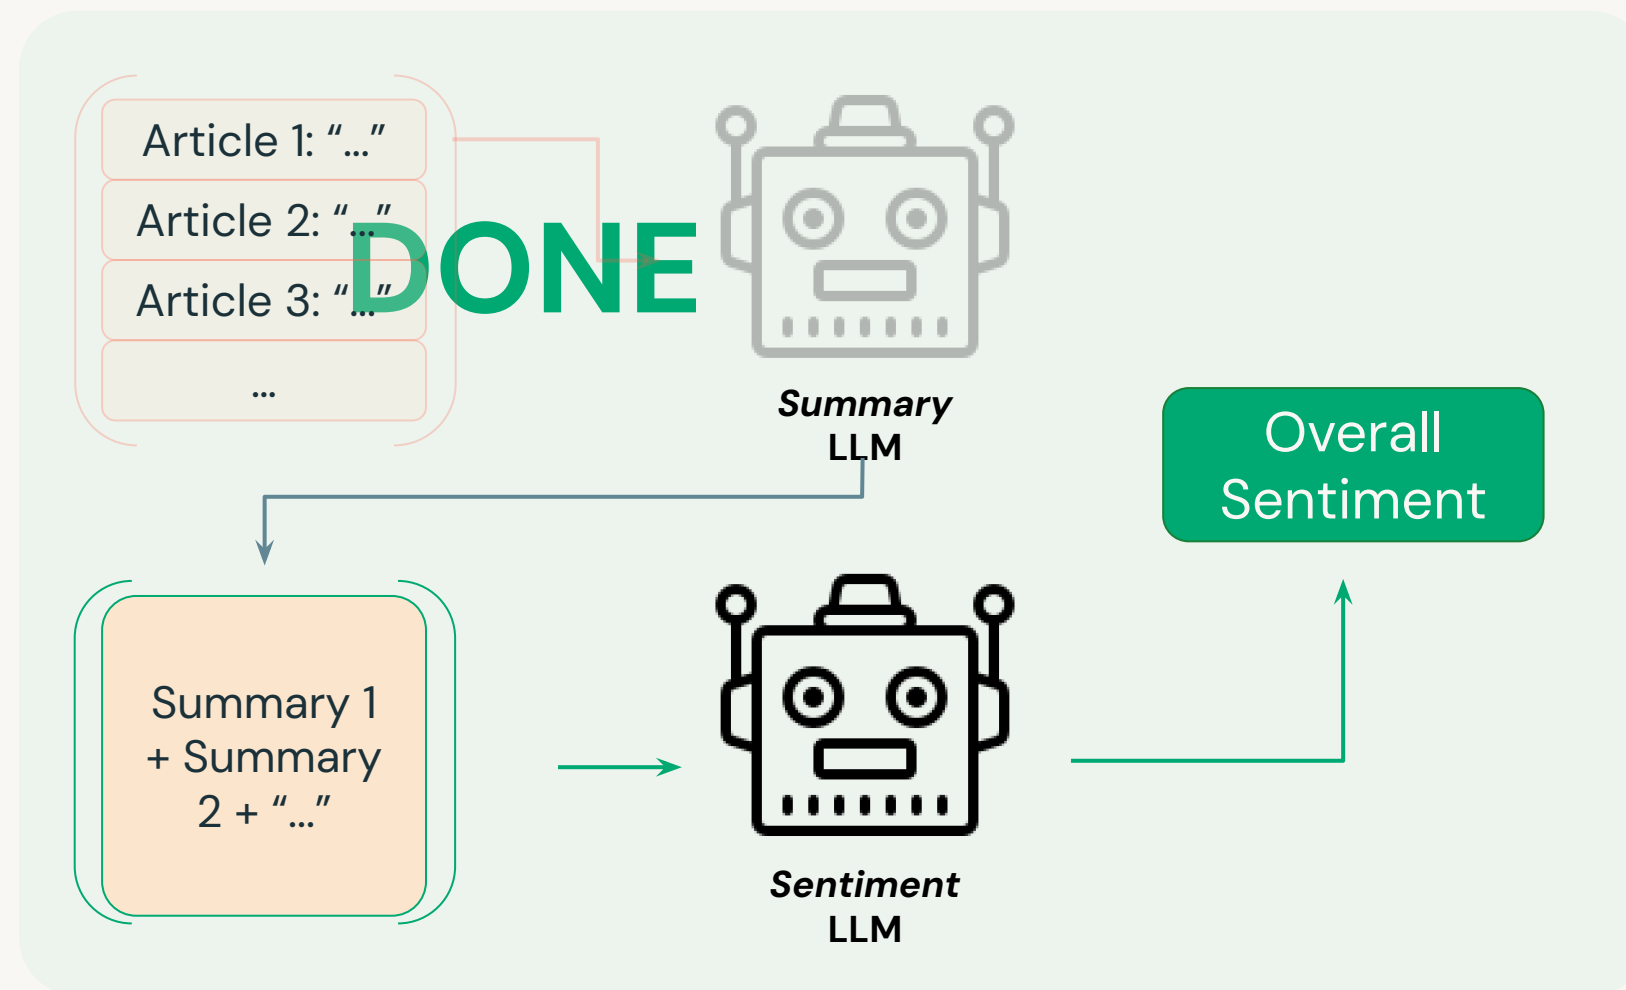 Article 1: “...”
Article 2: “...”
Article 3: “...”
...
DONE
Summary
LLM
Overall
Sentiment
Summary 1
+ Summary
2 + “...”
Sentiment
LLM